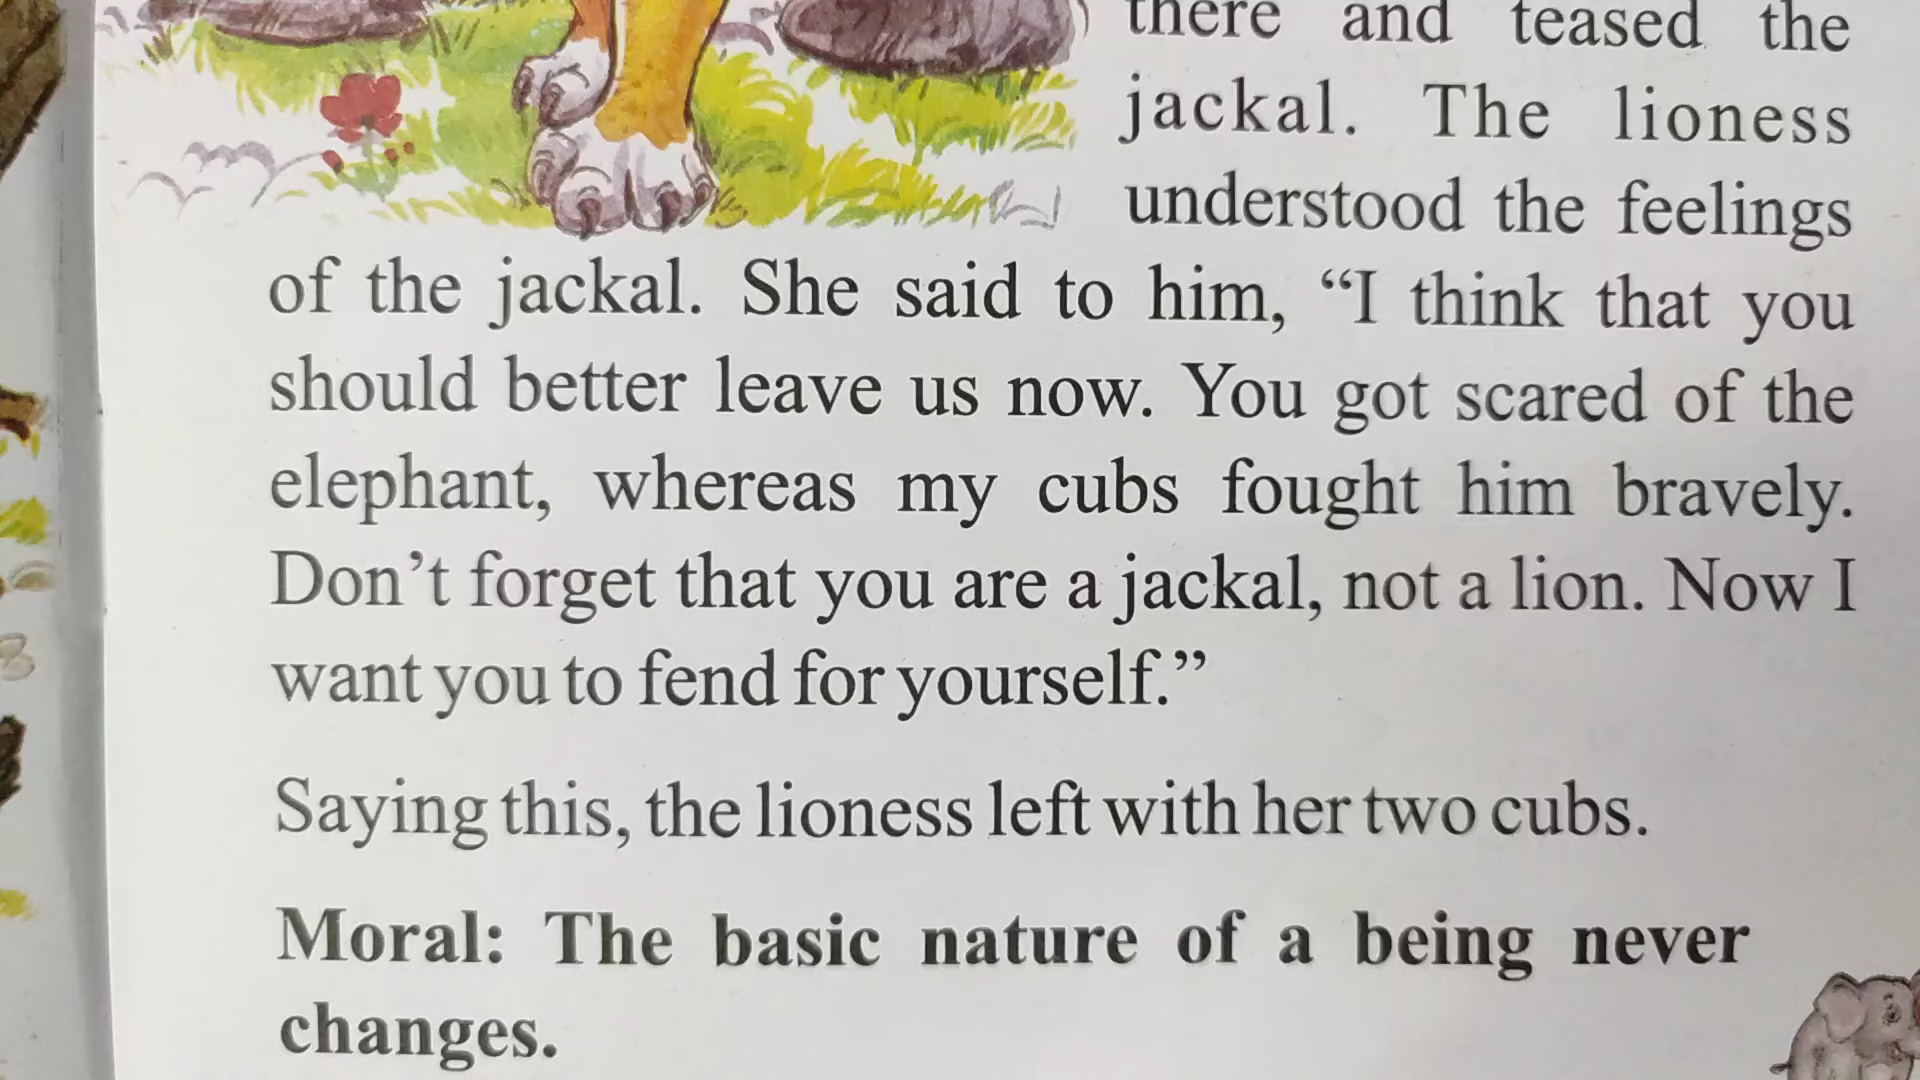 there and teased the
jackal. The lioness
understood the feelings
of the jackal. She said to him, “I think that you
should better leave us now. You got scared of the
elephant, whereas my cubs fought him bravely.
Don’t forget that you are a jackal, not a lion. Now I
want you to fend for yourself.”
Saying this, the lioness left with her two cubs.
Moral: The basic nature of a being never
changes.